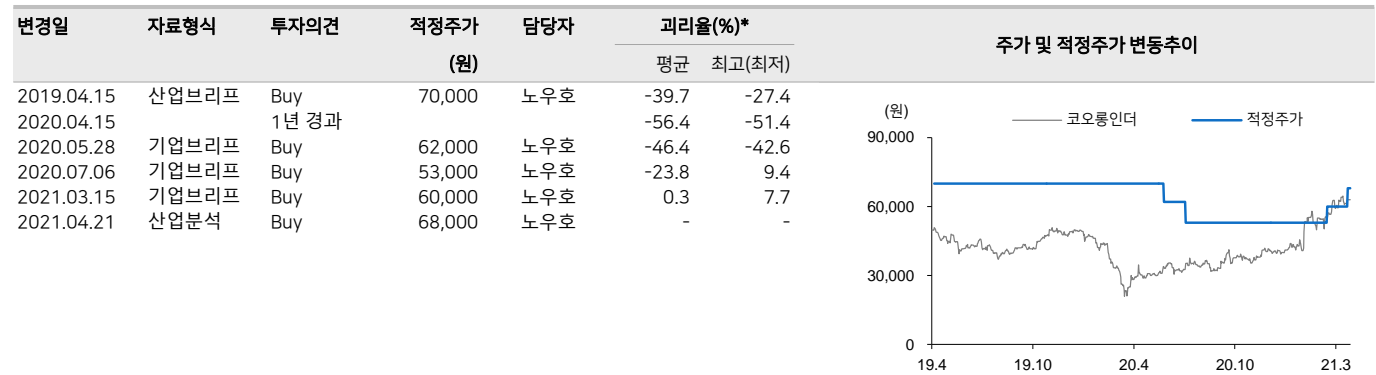 변경일 자료형식 투자의견 적정주가 담당자 괴리율(%)* 주가 및 적정주가 변동추이
(원) 평균 최고(최저)
2019.04.15 산업브리프 Buy 70,000 노우호 -39.7 -27.4
2020.04.15 1년 경과 -56.4 -51.4
2020.05.28 기업브리프 Buy 62,000 노우호 -46.4 -42.6
2020.07.06 기업브리프 Buy 53,000 노우호 -23.8 9.4
2021.03.15 기업브리프 Buy 60,000 노우호 0.3 7.7
2021.04.21 산업분석 Buy 68,000 노우호 - -
(원)
코오롱인더 적정주가
90,000
60,000
30,000
0
19.4 19.10 20.4 20.10 21.3